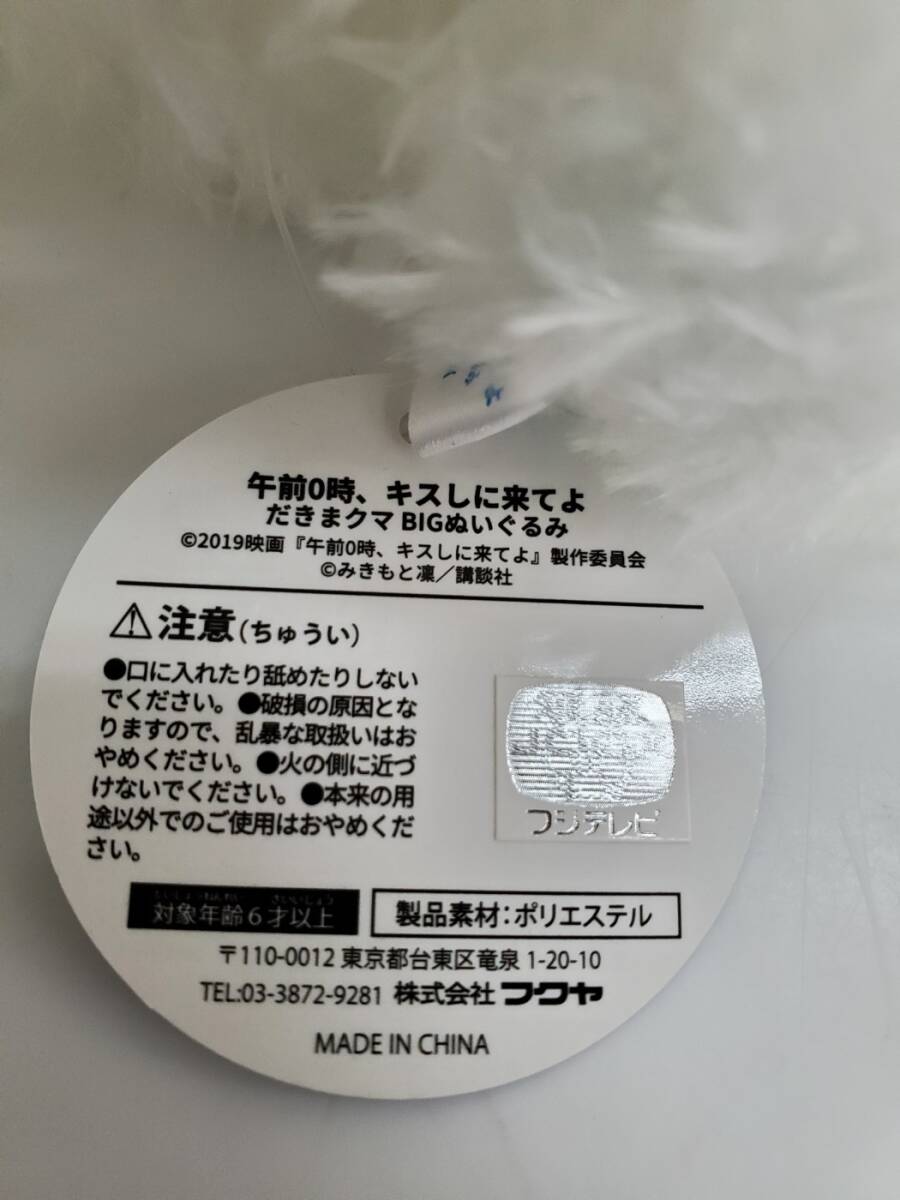 午前0時、キスしに来てよ
だきまクマ BIGぬいぐるみ
©2019映画『午前0時、キスしに来てよ』製作委員会
©みきもと凜／講談社
⚠注意(ちゅうい)
●口に入れたり舐めたりしない
でください。●破損の原因とな
りますので、乱暴な取扱いはお
やめください。●火の側に近づ
けないでください。●本来の用
途以外でのご使用はおやめくだ
さい。
フジテレビ
対象年齢6才以上
製品素材：ポリエステル
〒110-0012 東京都台東区竜泉 1-20-10
TEL:03-3872-9281 株式会社フクヤ
MADE IN CHINA